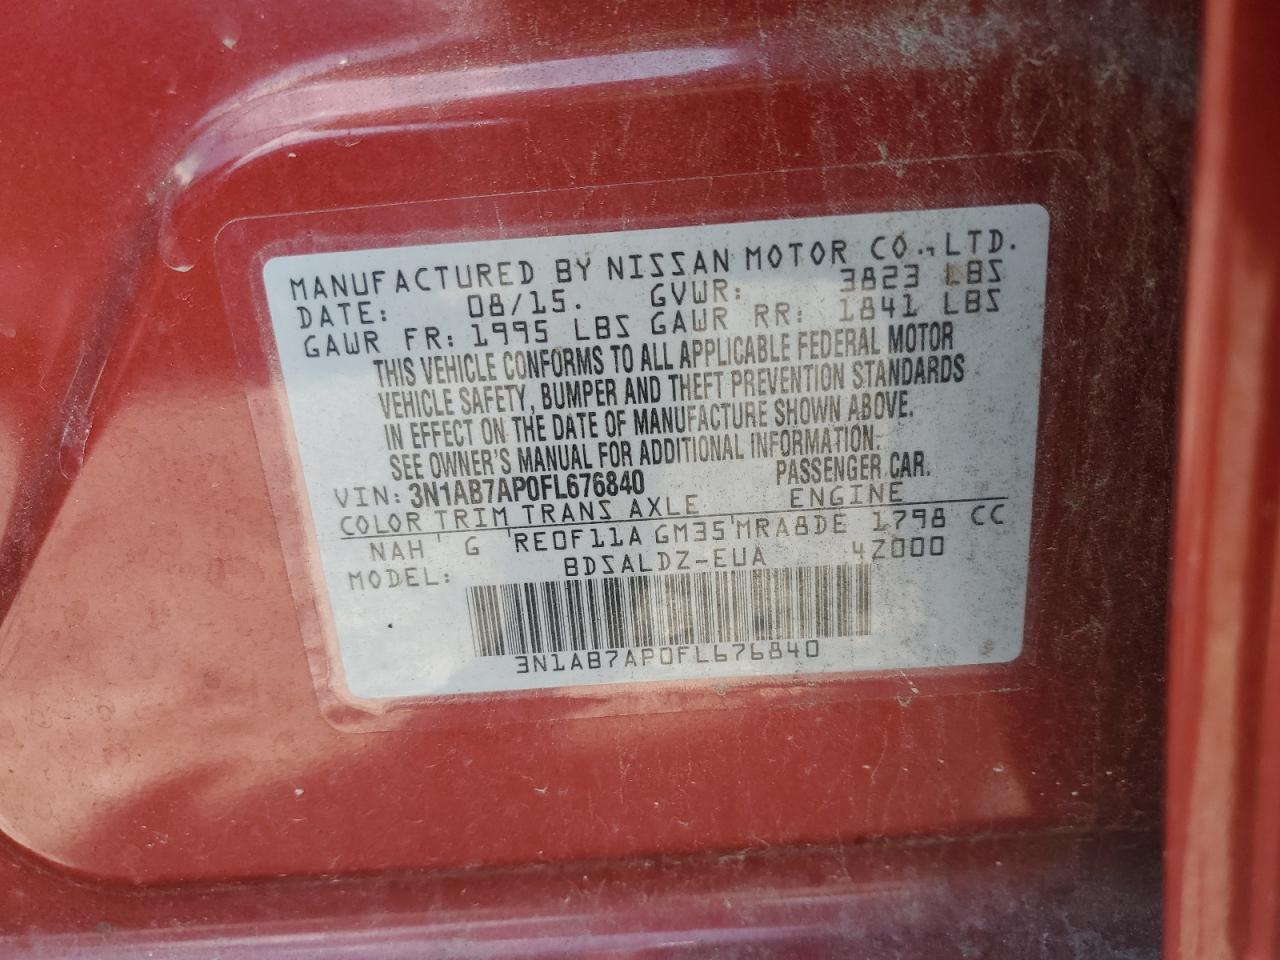 MANUFACTURED BY NISSAN MOTOR CO., LTD.
DATE: 08/15. GVWR: 3823 LBS
GAWR FR: 1995 LBS GAWR RR: 1841 LBS
THIS VEHICLE CONFORMS TO ALL APPLICABLE FEDERAL MOTOR
VEHICLE SAFETY, BUMPER AND THEFT PREVENTION STANDARDS
IN EFFECT ON THE DATE OF MANUFACTURE SHOWN ABOVE.
SEE OWNER'S MANUAL FOR ADDITIONAL INFORMATION.
VIN: 3N1AB7AP0FL676840 PASSENGER CAR.
COLOR TRIM TRANS AXLE ENGINE
NAH G RE0F11A GM35 MRA8DE 1798 CC
MODEL: BDSALDZ-EUA 4Z000
3N1AB7AP0FL676840